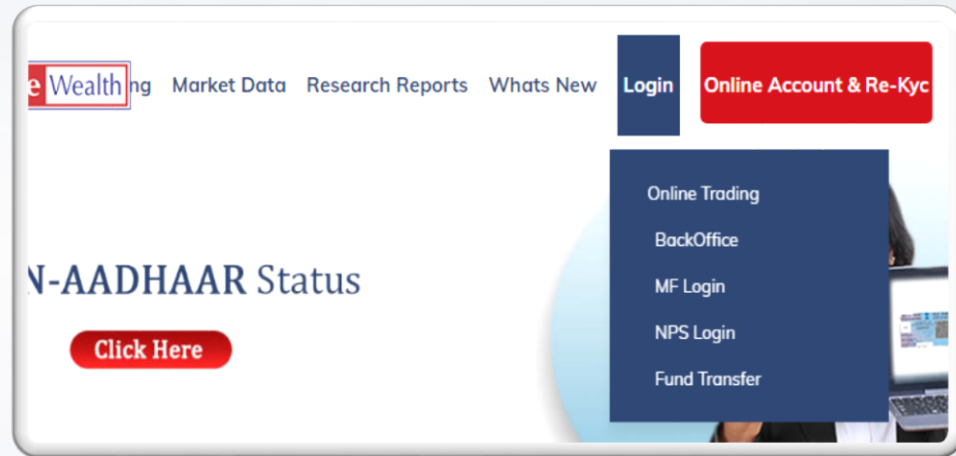 e Wealth ng Market Data Research Reports Whats New Login Online Account & Re-Kyc
Online Trading
BackOffice
MF Login
NPS Login
Fund Transfer
N-AADHAAR Status
Click Here